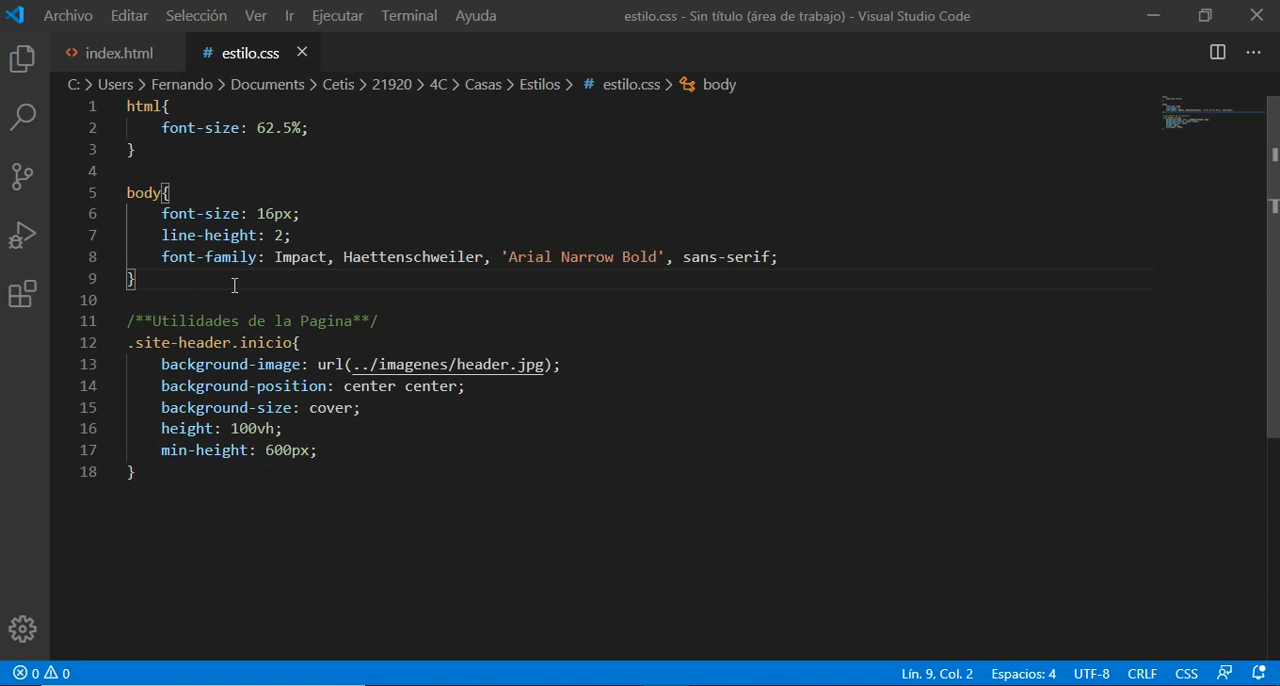 Archivo Editar Selección Ver Ir Ejecutar Terminal Ayuda estilo.css - Sin título (área de trabajo) - Visual Studio Code
<> index.html # estilo.css ×
C: > Users > Fernando > Documents > Cetis > 21920 > 4C > Casas > Estilos > # estilo.css > body
1 html{
2 font-size: 62.5%;
3 }
4
5 body{
6 font-size: 16px;
7 line-height: 2;
8 font-family: Impact, Haettenschweiler, 'Arial Narrow Bold', sans-serif;
9 }
10
11 /**Utilidades de la Pagina**/
12 .site-header.inicio{
13 background-image: url(../imagenes/header.jpg);
14 background-position: center center;
15 background-size: cover;
16 height: 100vh;
17 min-height: 600px;
18 }
0 0 Lín. 9, Col. 2 Espacios: 4 UTF-8 CRLF CSS